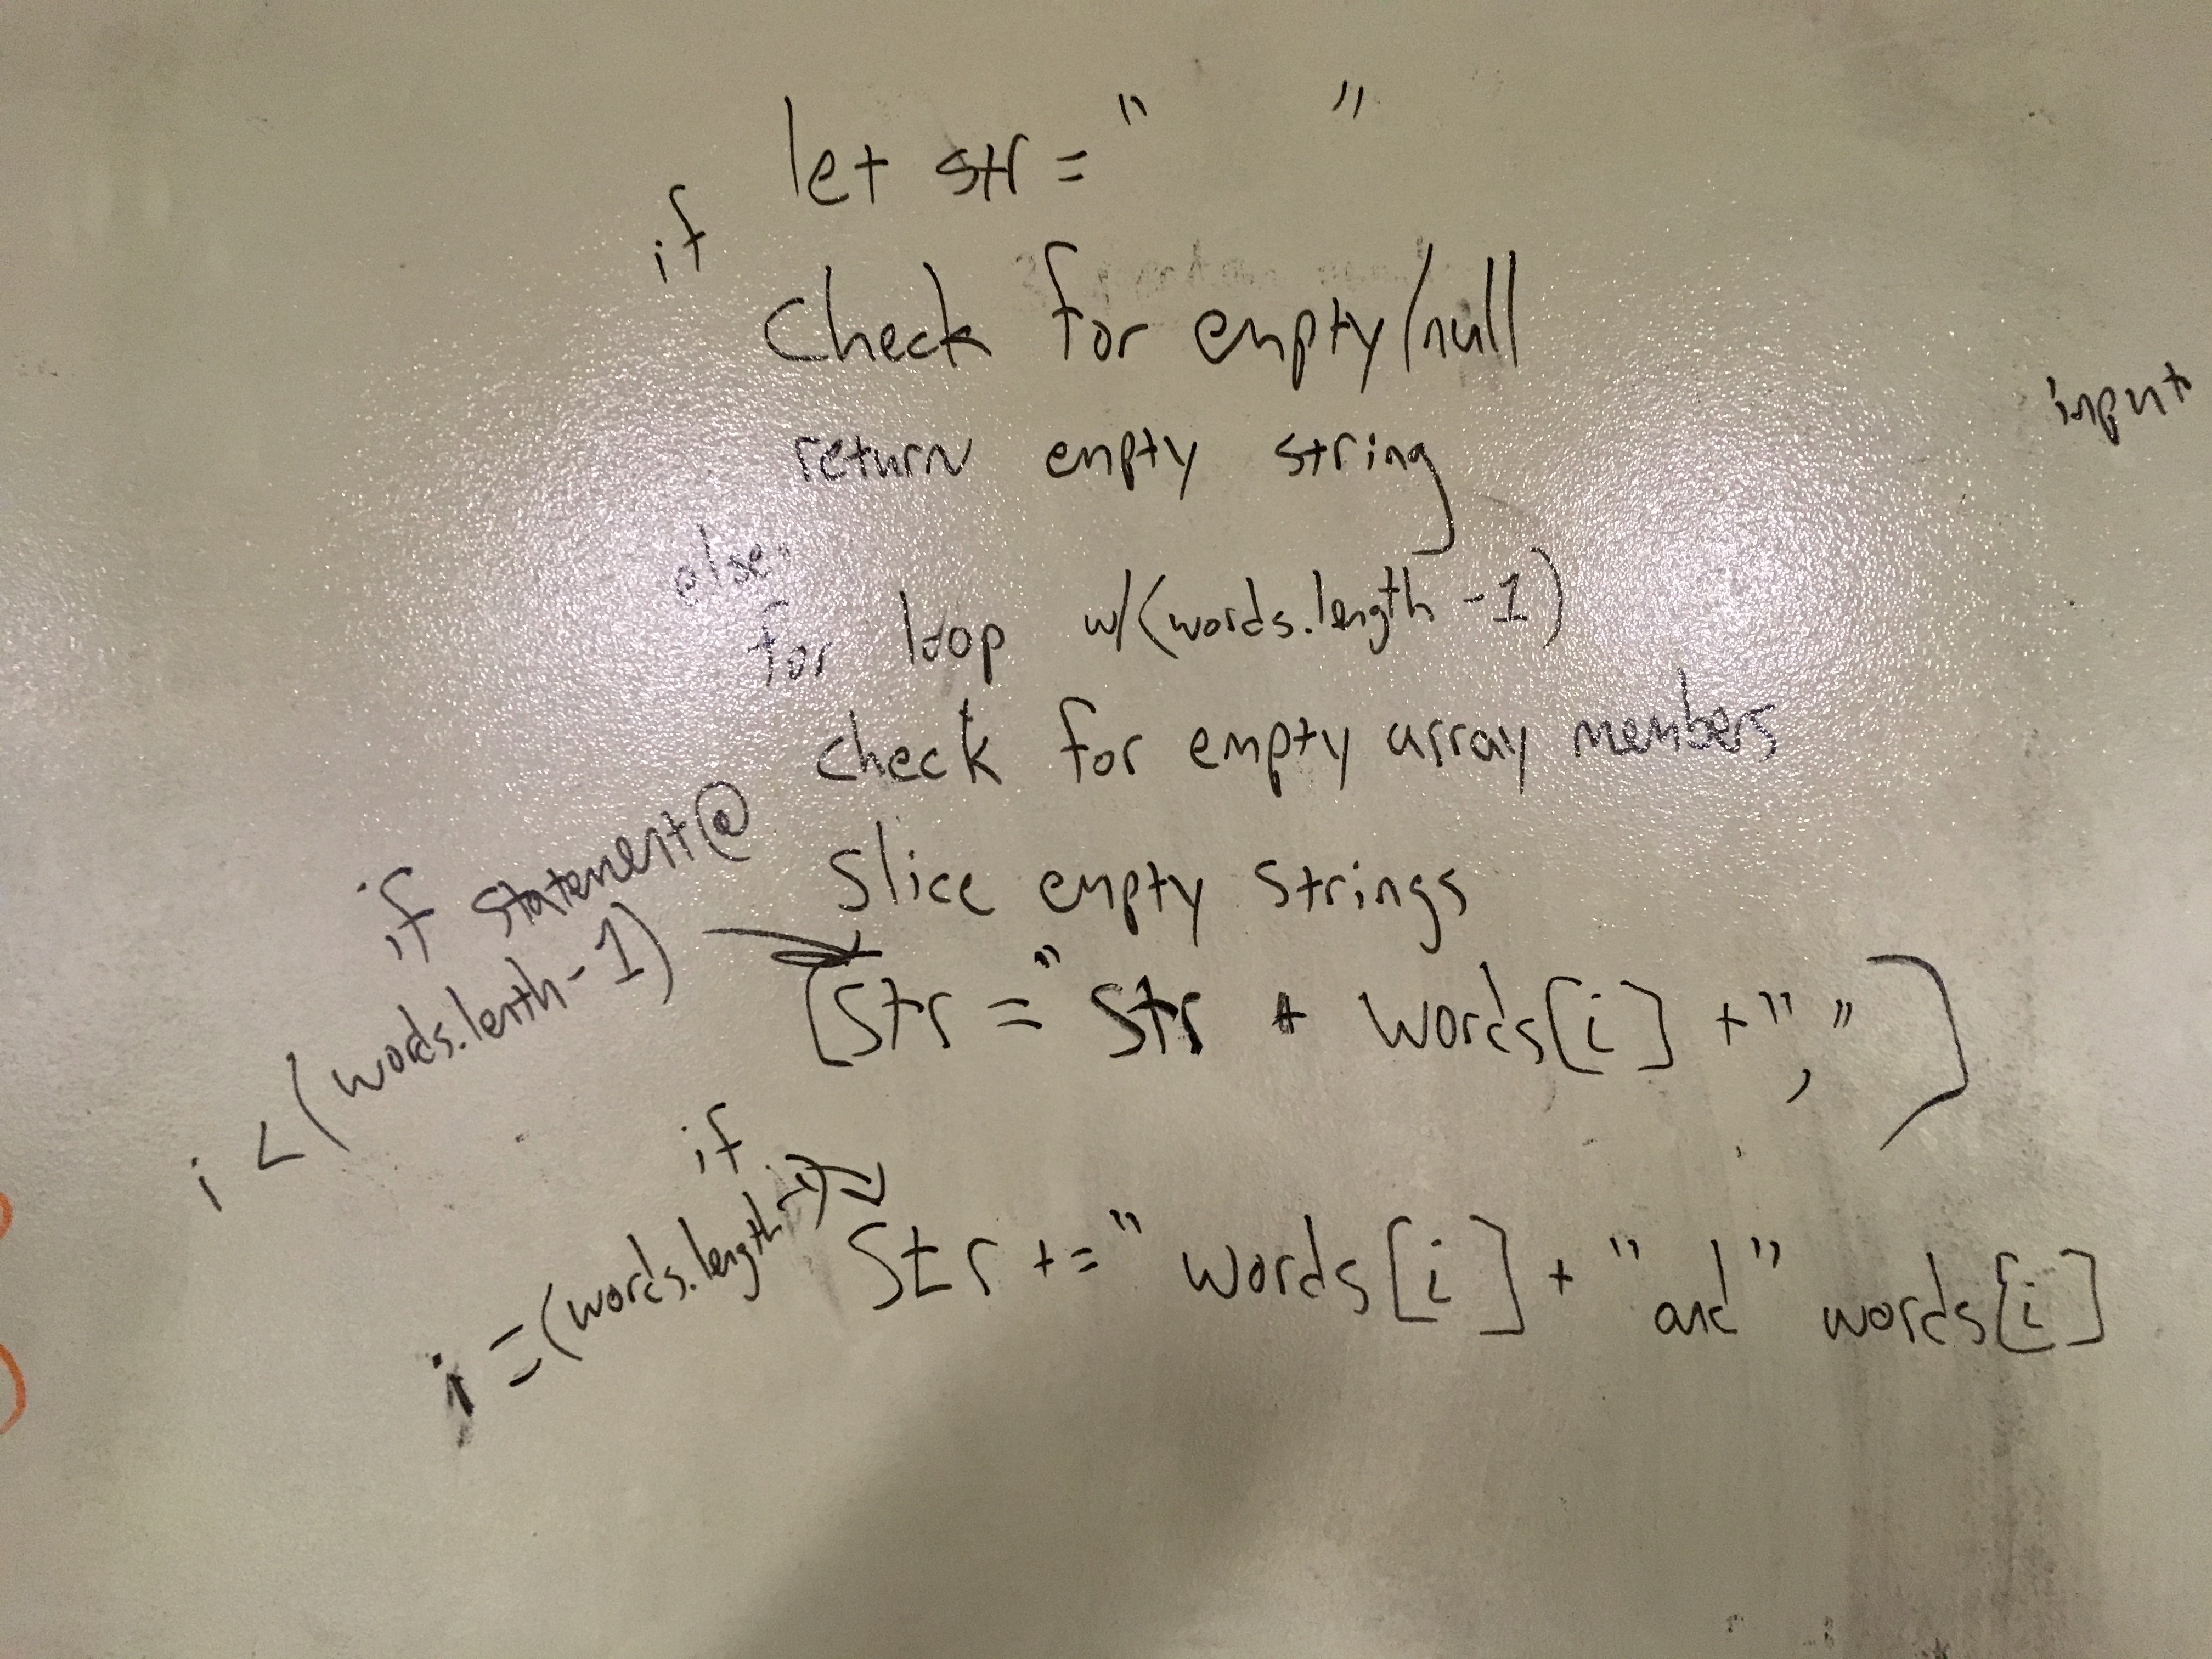 let str = "        "
if
Check for empty/null
return empty string
input
else
for loop w/(words.length -1)
check for empty array members
slice empty strings
if statement @
i < (words.lenth-1)
(Str = " Str + words[i] + ", ")
if
i = (words.length-1)
Str += " words[i] + "and" words[i]